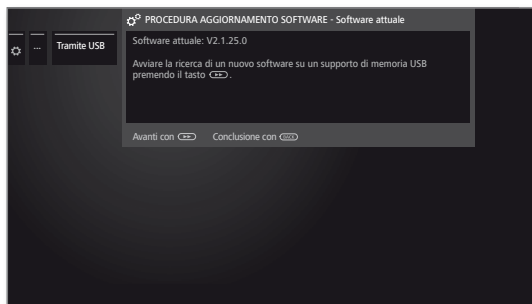 PROCEDURA AGGIORNAMENTO SOFTWARE - Software attuale
... Tramite USB
Software attuale: V2.1.25.0
Avviare la ricerca di un nuovo software su un supporto di memoria USB
premendo il tasto .
Avanti con
Conclusione con BACK